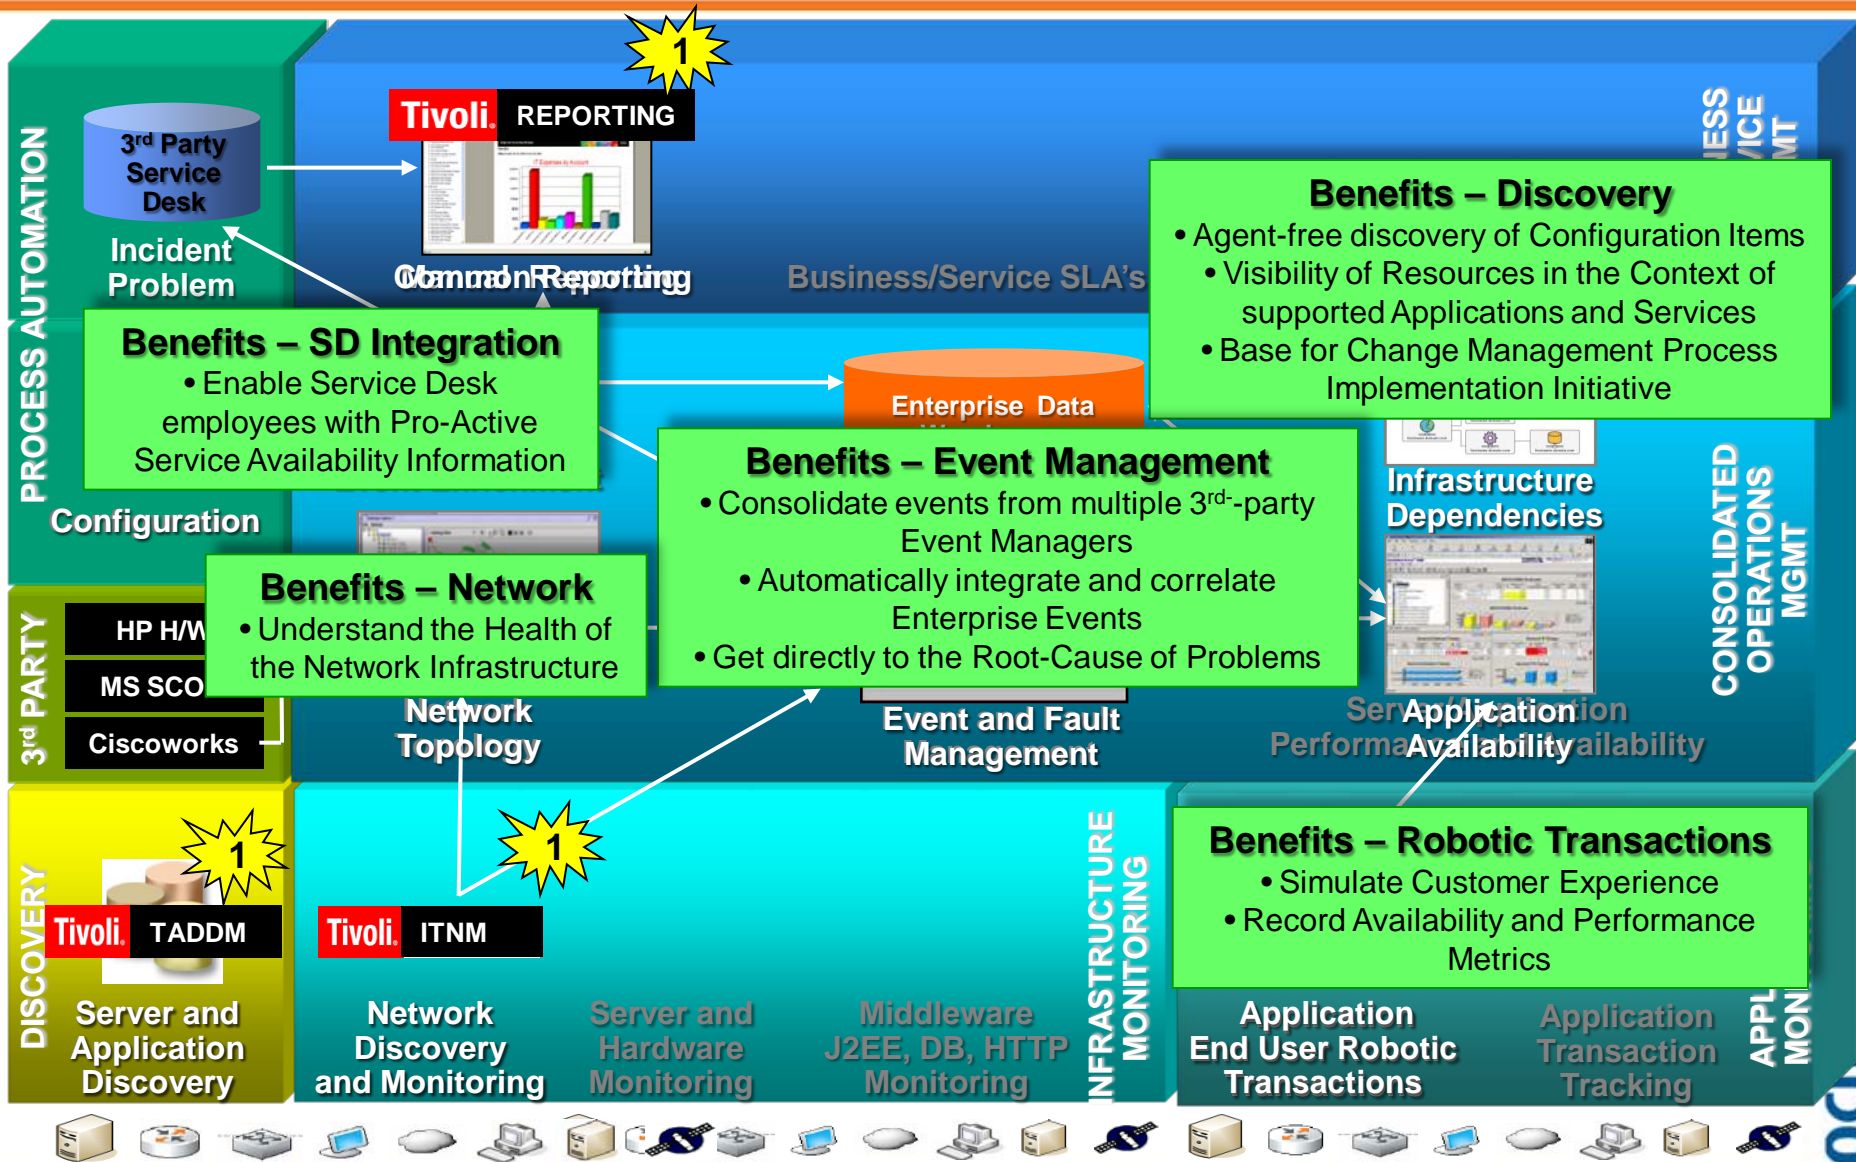 1
Tivoli. REPORTING
3rd Party
Service
Desk
Incident
Problem
PROCESS AUTOMATION
IT Expenses by Account
Reporting
Business/Service SLA's
Benefits – Discovery
• Agent-free discovery of Configuration Items
• Visibility of Resources in the Context of
supported Applications and Services
• Base for Change Management Process
Implementation Initiative
Benefits – SD Integration
• Enable Service Desk
employees with Pro-Active
Service Availability Information
Enterprise Data
Configuration
Benefits – Event Management
• Consolidate events from multiple 3rd--party
Event Managers
• Automatically integrate and correlate
Enterprise Events
• Get directly to the Root-Cause of Problems
Infrastructure
Dependencies
CONSOLIDATED
OPERATIONS
MGMT
Benefits – Network
• Understand the Health of
the Network Infrastructure
3rd PARTY
HP H/W
MS SCO
Ciscoworks
Network
Topology
Event and Fault
Management
Application
Availability
1
Tivoli. TADDM
DISCOVERY
Server and
Application
Discovery
1
Tivoli. ITNM
Network
Discovery
and Monitoring
Server and
Hardware
Monitoring
Middleware
J2EE, DB, HTTP
Monitoring
INFRASTRUCTURE
MONITORING
Benefits – Robotic Transactions
• Simulate Customer Experience
• Record Availability and Performance
Metrics
Application
End User Robotic
Transactions
Application
Transaction
Tracking